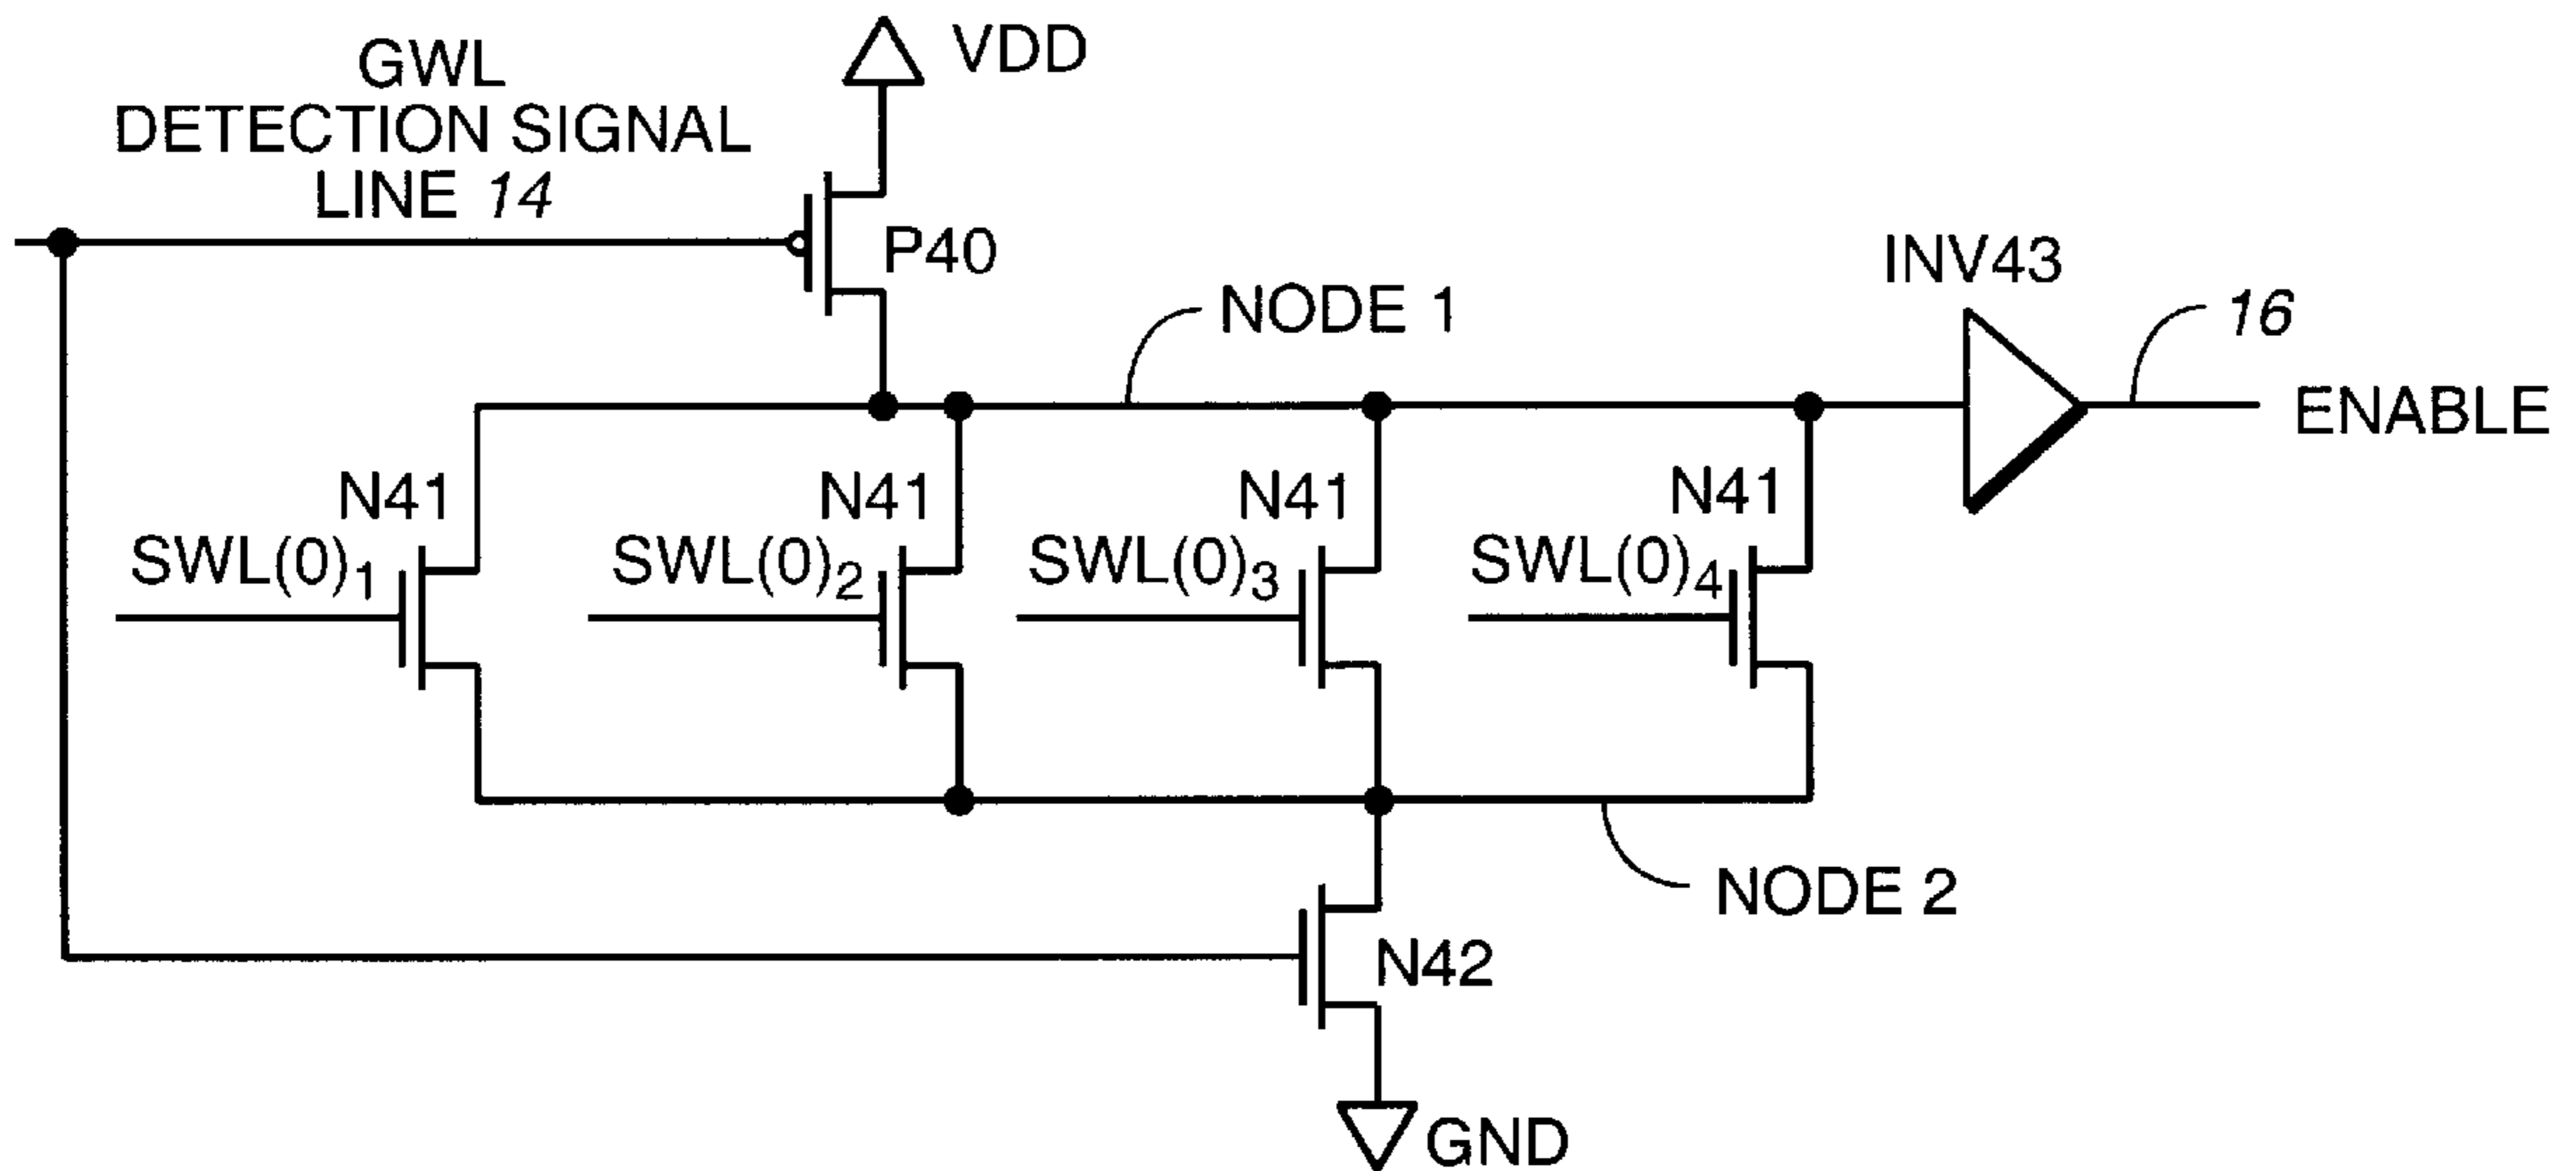 VDD
GWL
DETECTION SIGNAL
LINE 14
P40
NODE 1
INV43
16
ENABLE
N41
N41
N41
N41
SWL(0)1
SWL(0)2
SWL(0)3
SWL(0)4
NODE 2
N42
GND